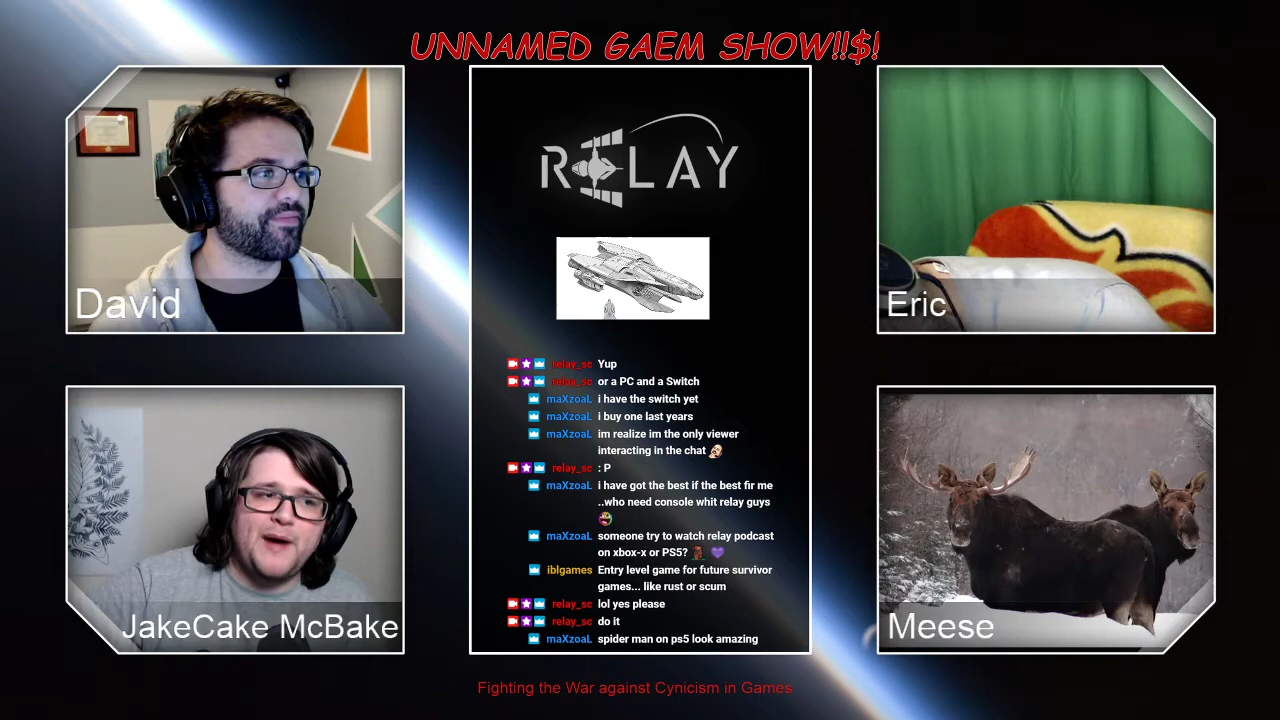 UNNAMED GAEM SHOW!!$!
RELAY
David
Eric
relay_sc Yup
relay_sc or a PC and a Switch
maXzoaL i have the switch yet
maXzoaL i buy one last years
maXzoaL im realize im the only viewer
interacting in the chat
relay_sc : P
maXzoaL i have got the best if the best fir me
..who need console whit relay guys
maXzoaL someone try to watch relay podcast
on xbox-x or PS5?
iblgames Entry level game for future survivor
games... like rust or scum
relay_sc lol yes please
relay_sc do it
maXzoaL spider man on ps5 look amazing
JakeCake McBake
Meese
Fighting the War against Cynicism in Games